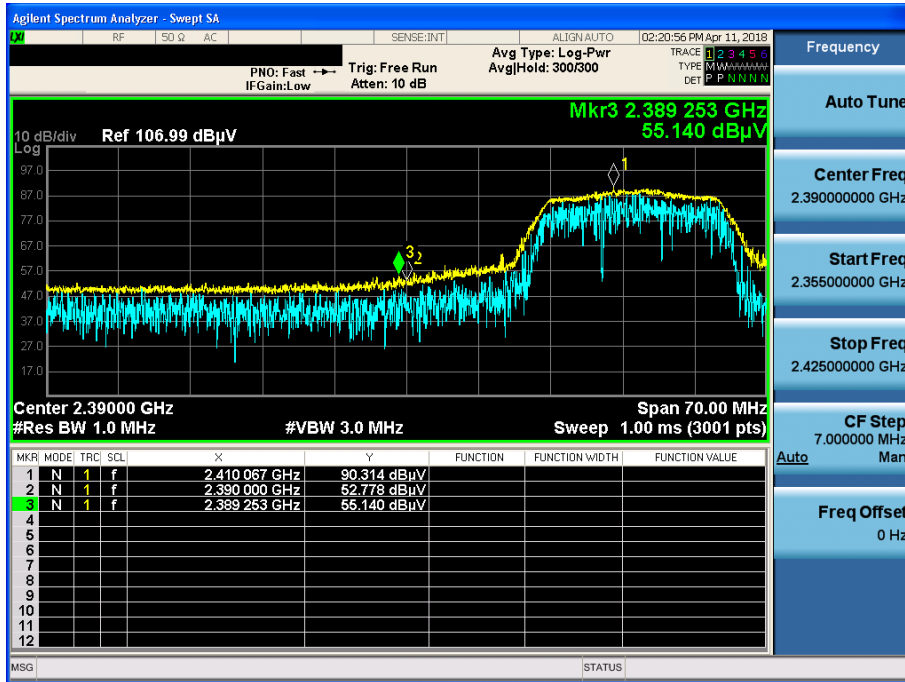 Agilent Spectrum Analyzer - Swept SA
LXI RF 50 Ω AC SENSE:INT ALIGN AUTO 02:20:56 PM Apr 11, 2018
Frequency
Avg Type: Log-Pwr
Avg|Hold: 300/300
TRACE 1 2 3 4 5 6
TYPE M W
DET P P N N N N
PNO: Fast
IFGain:Low
Trig: Free Run
Atten: 10 dB
Auto Tune
Mkr3 2.389 253 GHz
55.140 dBµV
10 dB/div Ref 106.99 dBµV
Log
97.0
87.0
77.0
67.0
57.0
47.0
37.0
27.0
17.0
1
3
2
Center Freq
2.390000000 GHz
Start Freq
2.355000000 GHz
Stop Freq
2.425000000 GHz
Center 2.39000 GHz Span 70.00 MHz
#Res BW 1.0 MHz #VBW 3.0 MHz Sweep 1.00 ms (3001 pts)
CF Step
7.000000 MHz
Auto Man
Freq Offset
0 Hz
MKR MODE TRC SCL X Y FUNCTION FUNCTION WIDTH FUNCTION VALUE
1 N 1 f 2.410 067 GHz 90.314 dBµV
2 N 1 f 2.390 000 GHz 52.778 dBµV
3 N 1 f 2.389 253 GHz 55.140 dBµV
4
5
6
7
8
9
10
11
12
MSG STATUS